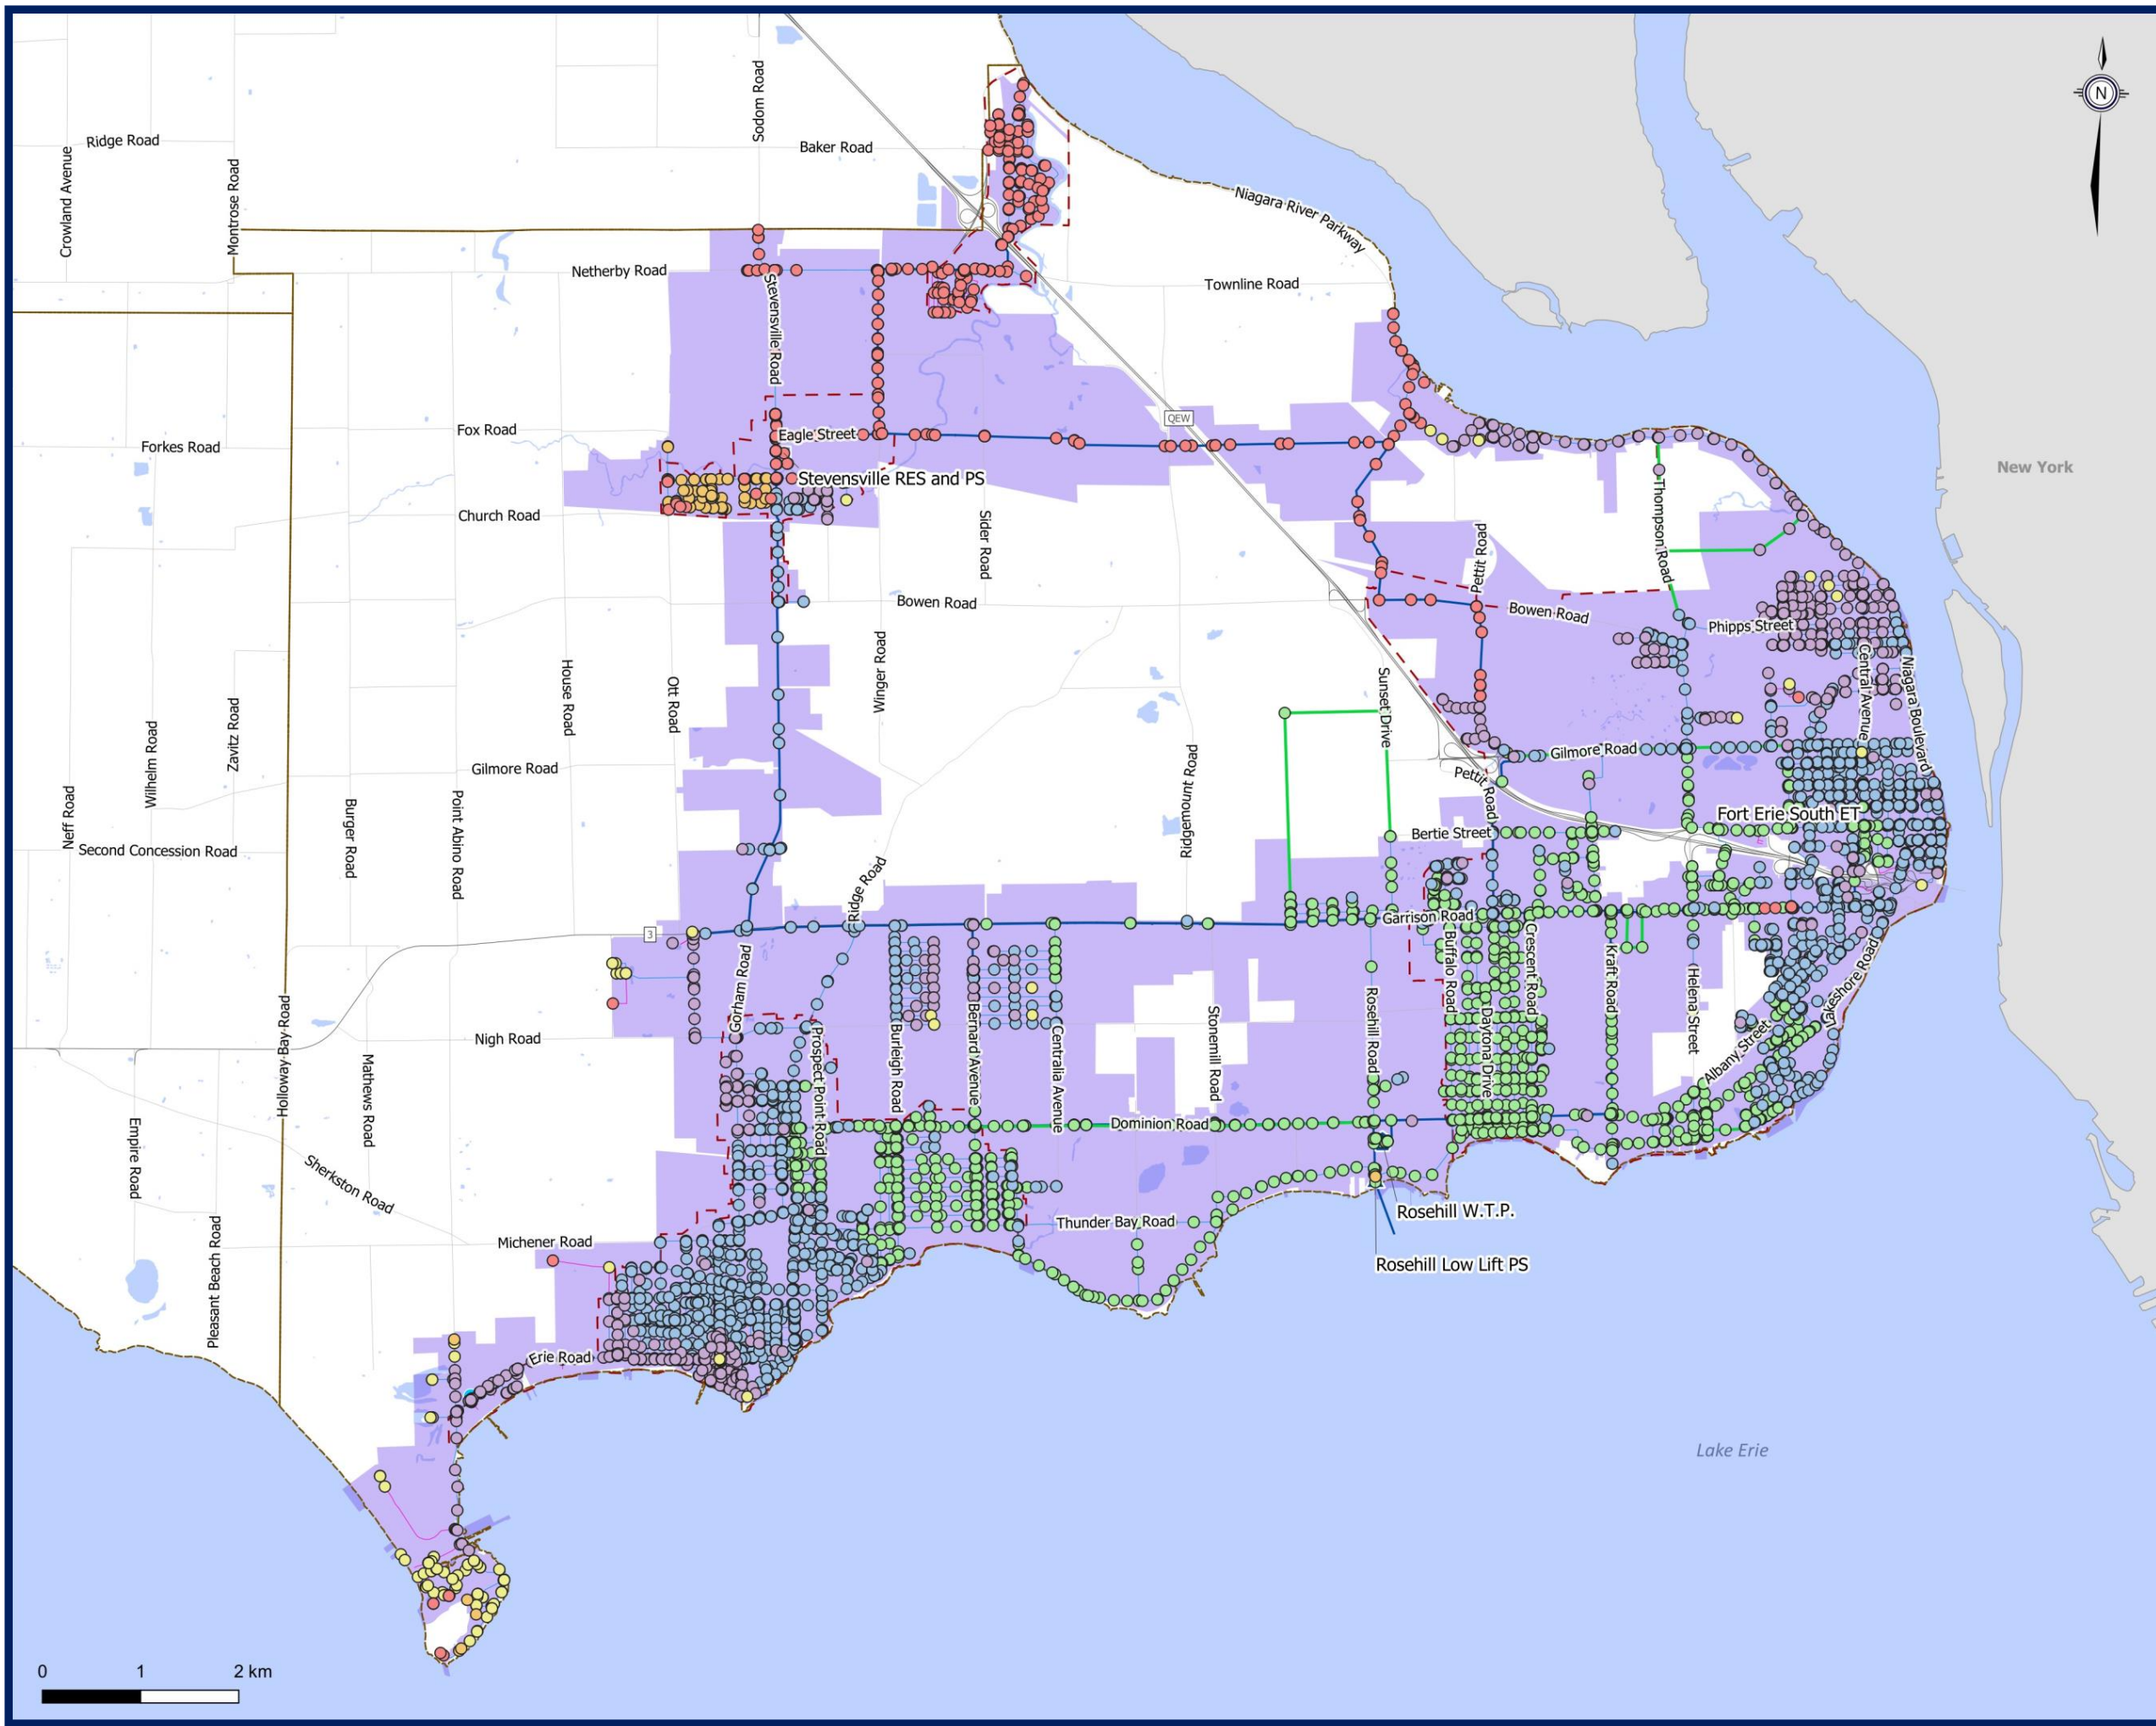 N
Sodom Road
Ridge Road
Baker Road
Crowland Avenue
Montrose Road
Niagara River Parkway
Netherby Road
Townline Road
Stevensville Road
QEW
Fox Road
Eagle Street
Forkes Road
New York
Stevensville RES and PS
Thompson Road
Church Road
Sider Road
Pettit Road
Bowen Road
Bowen Road
Phipps Street
Central Avenue
Niagara Boulevard
House Road
Ott Road
Winger Road
Sunset Drive
Zavitz Road
Wilhelm Road
Gilmore Road
Gilmore Road
Ridgemount Road
Pettit Road
Neff Road
Burger Road
Point Abino Road
Fort Erie South ET
Bertie Street
Second Concession Road
Ridge Road
Garrison Road
3
Gorham Road
Buffalo Road
Crescent Road
Kraft Road
Helena Street
Lakeshore Road
Holloway Bay Road
Nigh Road
Prospect Point Road
Burleigh Road
Bernard Avenue
Centralia Avenue
Stonemill Road
Rosehill Road
Daytona Drive
Albany Street
Mathews Road
Empire Road
Dominion Road
Sherkston Road
Pleasant Beach Road
Rosehill W.T.P.
Thunder Bay Road
Michener Road
Rosehill Low Lift PS
Erie Road
Lake Erie
0 1 2 km